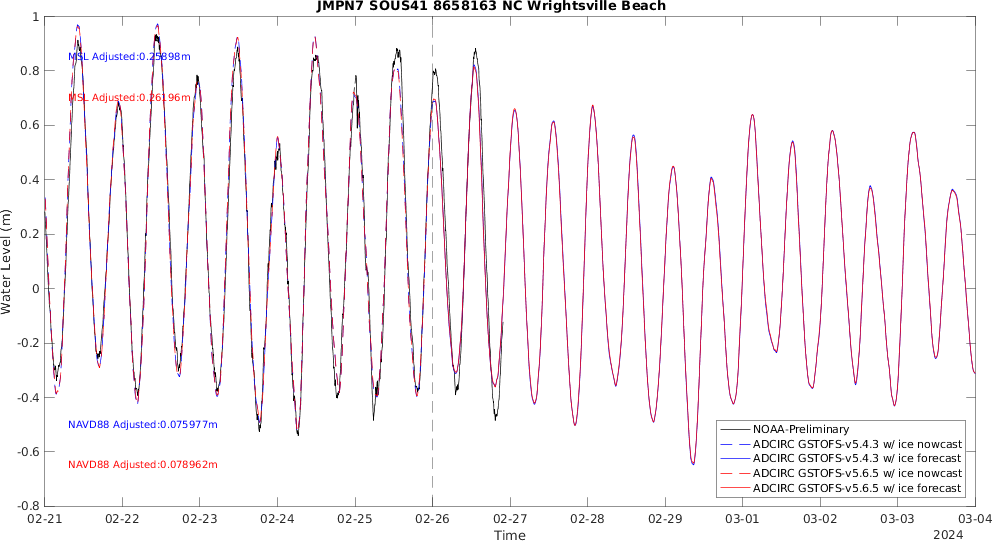 JMPN7 SOUS41 8658163 NC Wrightsville Beach
1
0.8
0.6
0.4
0.2
0
-0.2
-0.4
-0.6
-0.8
Water Level (m)
MSL Adjusted:0.25898m
MSL Adjusted:0.26196m
NAVD88 Adjusted:0.075977m
NAVD88 Adjusted:0.078962m
NOAA-Preliminary
ADCIRC GSTOFS-v5.4.3 w/ ice nowcast
ADCIRC GSTOFS-v5.4.3 w/ ice forecast
ADCIRC GSTOFS-v5.6.5 w/ ice nowcast
ADCIRC GSTOFS-v5.6.5 w/ ice forecast
02-21 02-22 02-23 02-24 02-25 02-26 02-27 02-28 02-29 03-01 03-02 03-03 03-04
Time
2024